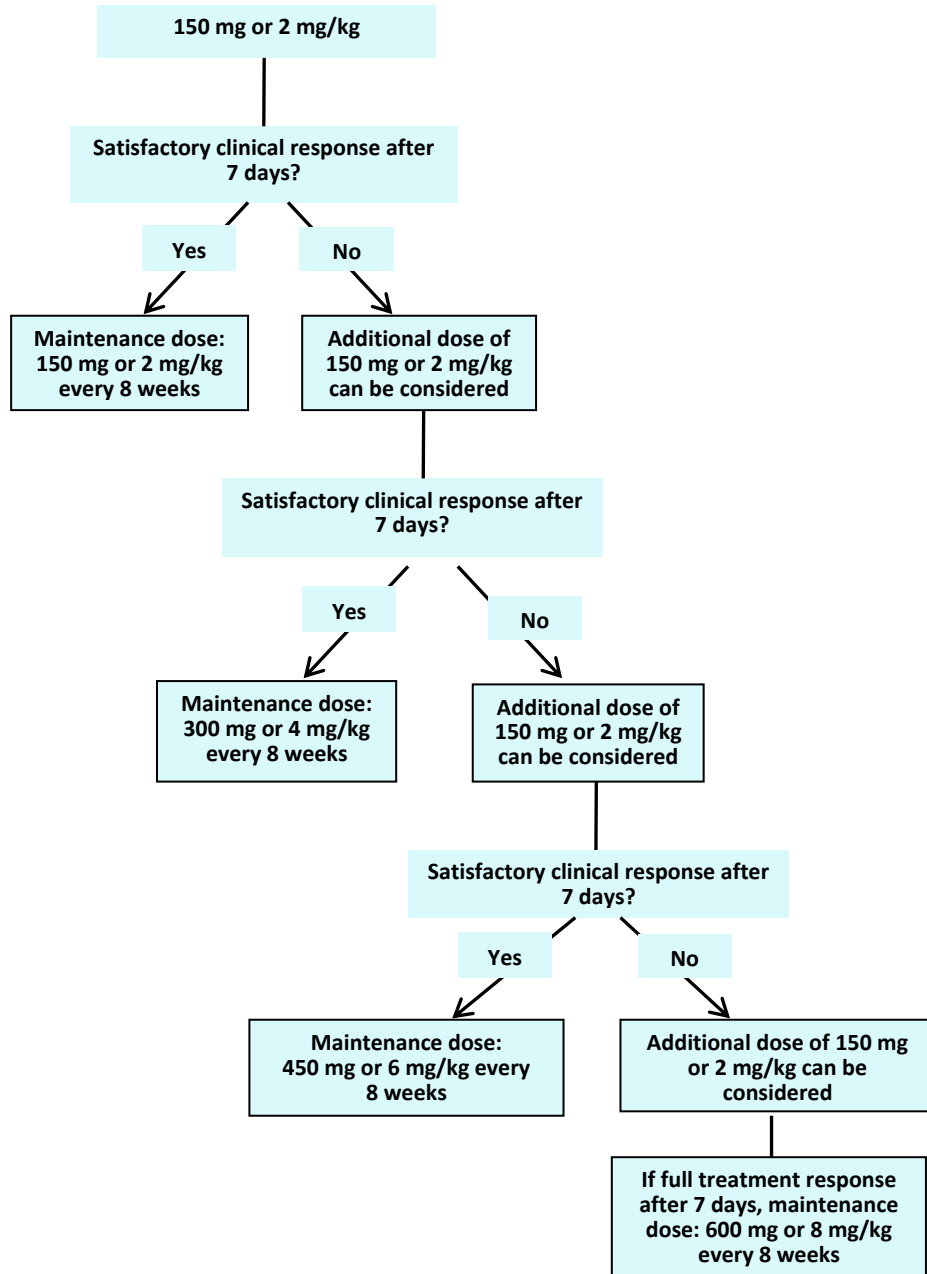 150 mg or 2 mg/kg
Satisfactory clinical response after
7 days?
Yes
No
Maintenance dose:
150 mg or 2 mg/kg
every 8 weeks
Additional dose of
150 mg or 2 mg/kg
can be considered
Satisfactory clinical response after
7 days?
Yes
No
Maintenance dose:
300 mg or 4 mg/kg
every 8 weeks
Additional dose of
150 mg or 2 mg/kg
can be considered
Satisfactory clinical response after
7 days?
Yes
No
Maintenance dose:
450 mg or 6 mg/kg every
8 weeks
Additional dose of 150 mg
or 2 mg/kg can be
considered
If full treatment response
after 7 days, maintenance
dose: 600 mg or 8 mg/kg
every 8 weeks